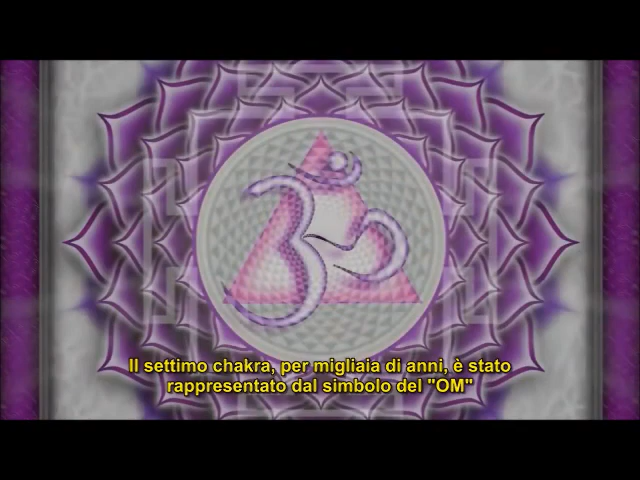 ॐ
Il settimo chakra, per migliaia di anni, è stato
rappresentato dal simbolo del "OM"